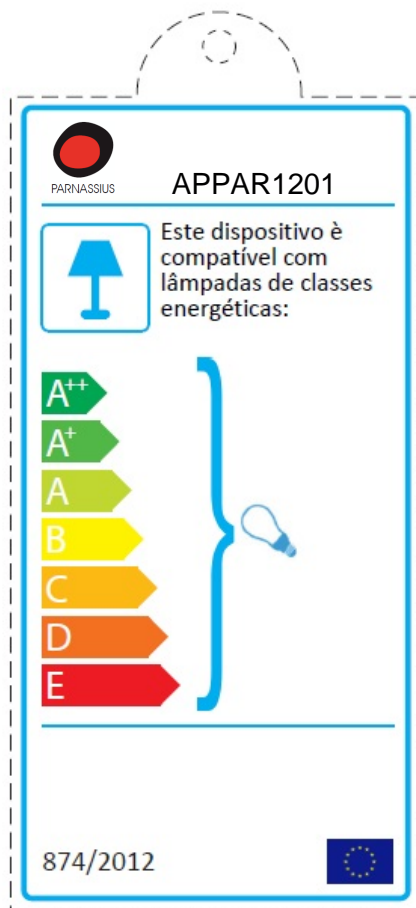 PARNASSIUS
APPAR1201
Este dispositivo è
compatível com
lâmpadas de classes
energéticas:
A++
A+
A
B
C
D
E
874/2012